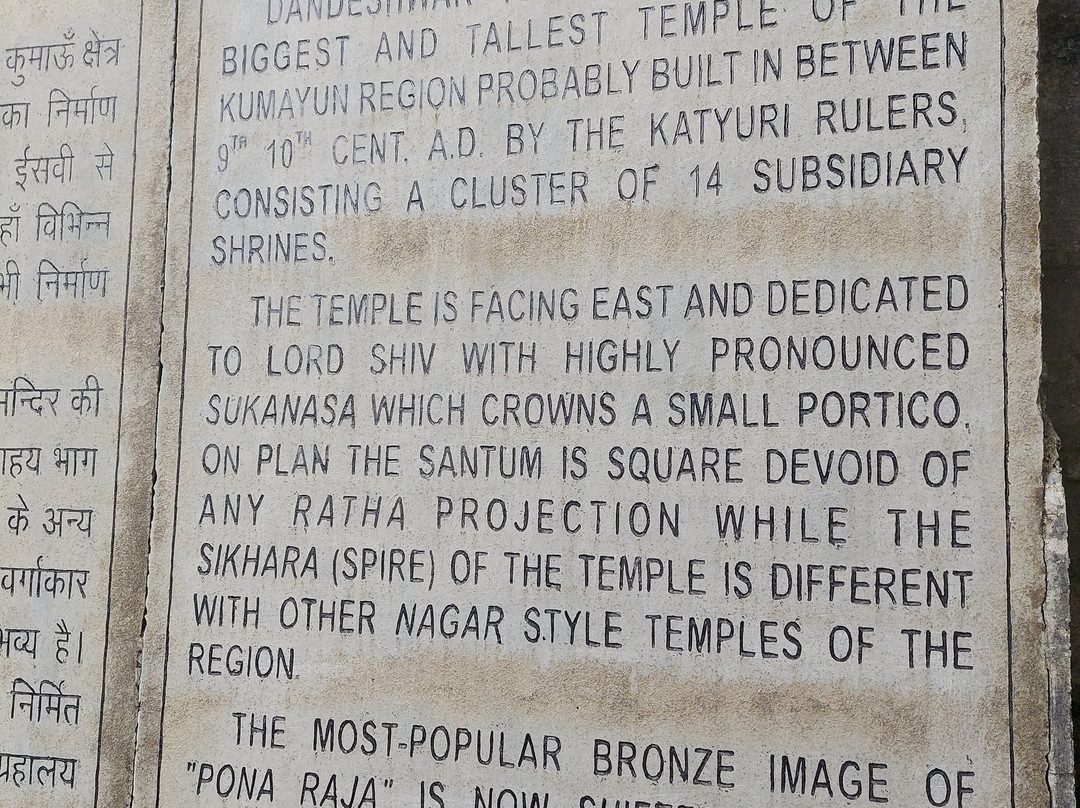 कुमाऊँ क्षेत्र
का निर्माण
ईसवी से
विभिन्न
निर्माण
की
भाग
के अन्य
वर्गाकार
है।
निर्मित
DANDESHWAR
BIGGEST AND TALLEST TEMPLE OF THE
KUMAYUN REGION PROBABLY BUILT IN BETWEEN
9TH 10TH CENT. A.D. BY THE KATYURI RULERS,
CONSISTING A CLUSTER OF 14 SUBSIDIARY
SHRINES.
THE TEMPLE IS FACING EAST AND DEDICATED
TO LORD SHIV WITH HIGHLY PRONOUNCED
SUKANASA WHICH CROWNS A SMALL PORTICO.
ON PLAN THE SANTUM IS SQUARE DEVOID OF
ANY RATHA PROJECTION WHILE THE
SIKHARA (SPIRE) OF THE TEMPLE IS DIFFERENT
WITH OTHER NAGAR STYLE TEMPLES OF THE
REGION.
THE MOST-POPULAR BRONZE IMAGE OF
"PONA RAJA" IS NOW